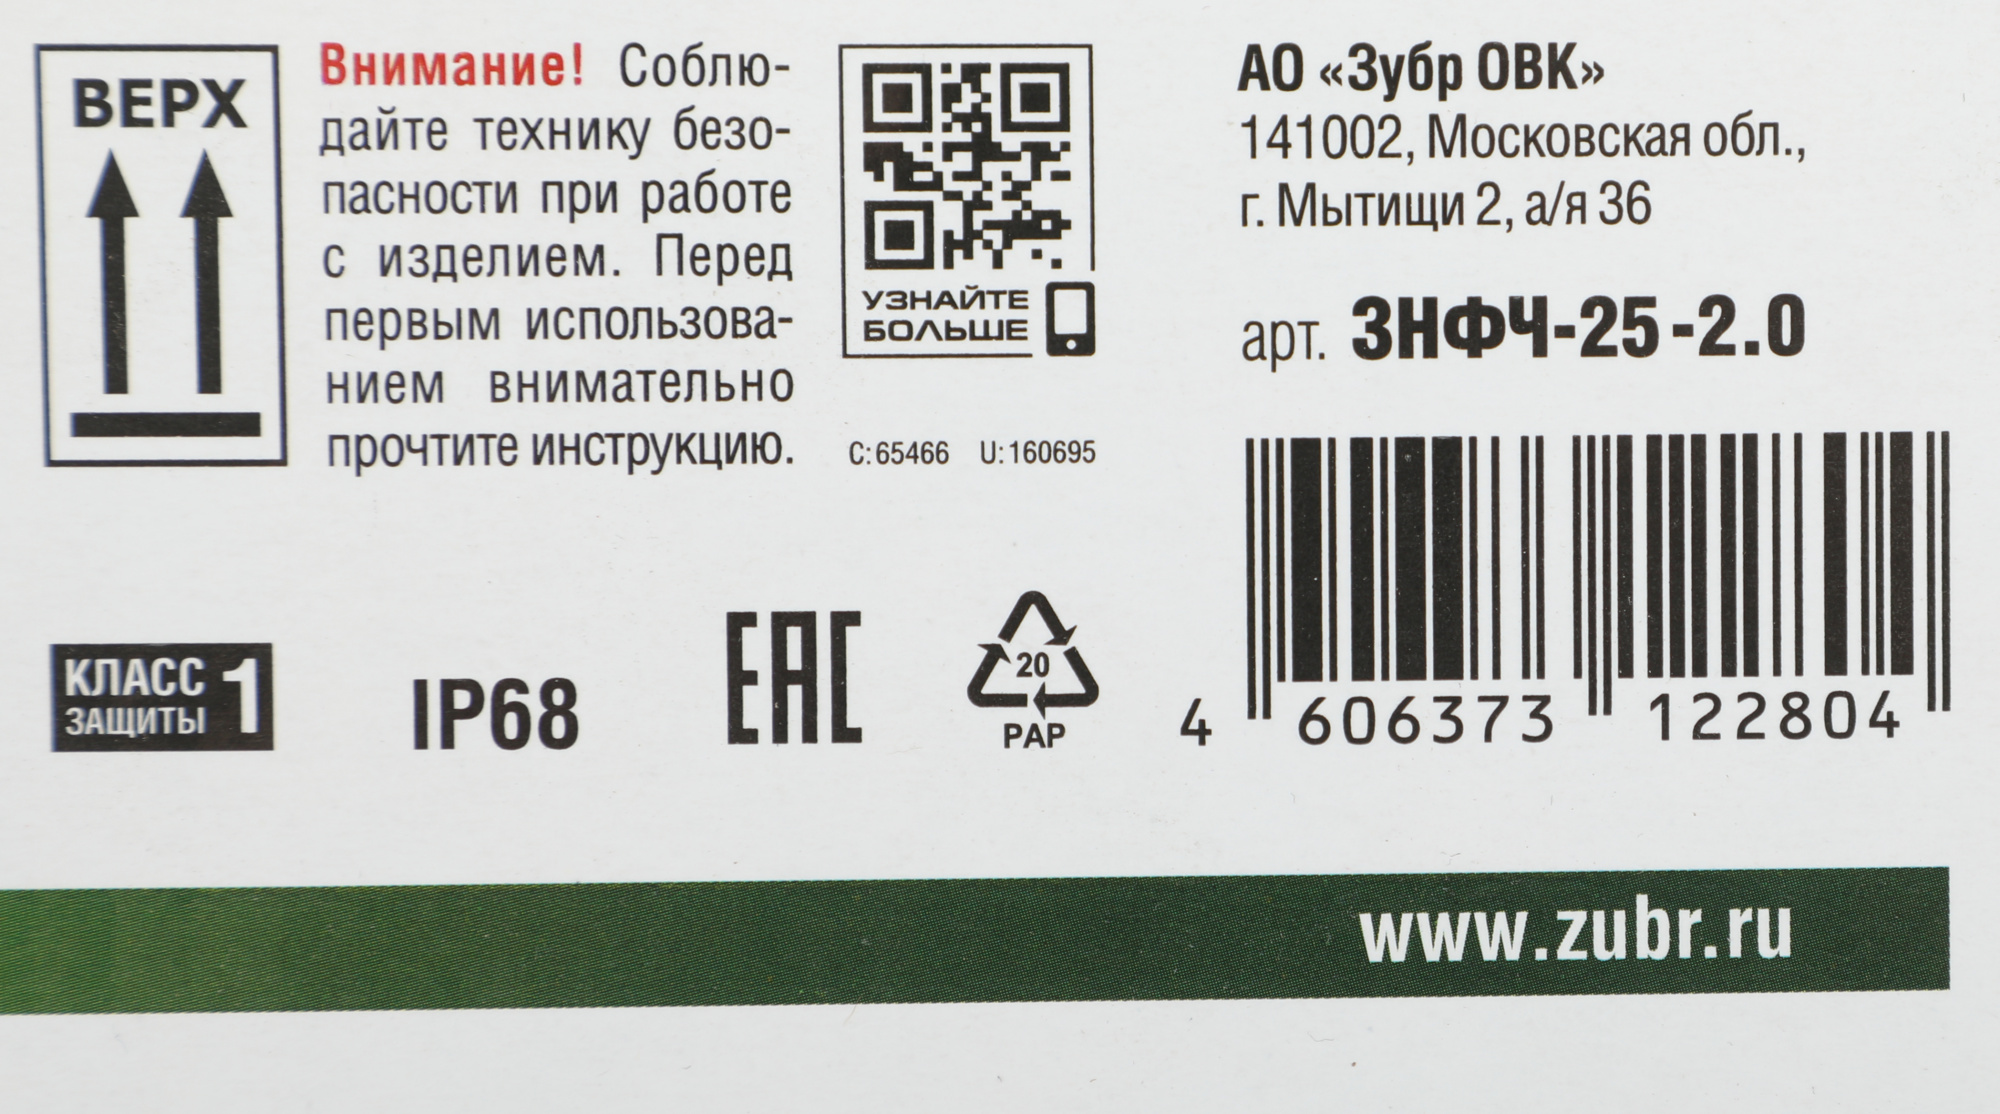 ВЕРХ
Внимание! Соблю-
дайте технику безо-
пасности при работе
с изделием. Перед
первым использова-
нием внимательно
прочтите инструкцию.
УЗНАЙТЕ
БОЛЬШЕ
C:65466 U:160695
АО «Зубр ОВК»
141002, Московская обл.,
г. Мытищи 2, а/я 36
арт. ЗНФЧ-25-2.0
КЛАСС
ЗАЩИТЫ 1
IP68
EAC
20
PAP
4 606373 122804
www.zubr.ru